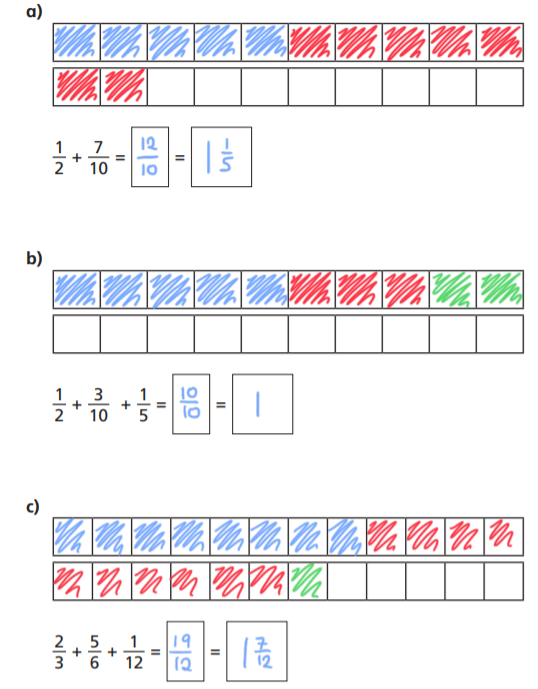 a)
1/2 + 7/10 = 12/10 = 1 1/5
b)
1/2 + 3/10 + 1/5 = 10/10 = 1
c)
2/3 + 5/6 + 1/12 = 19/12 = 1 7/12